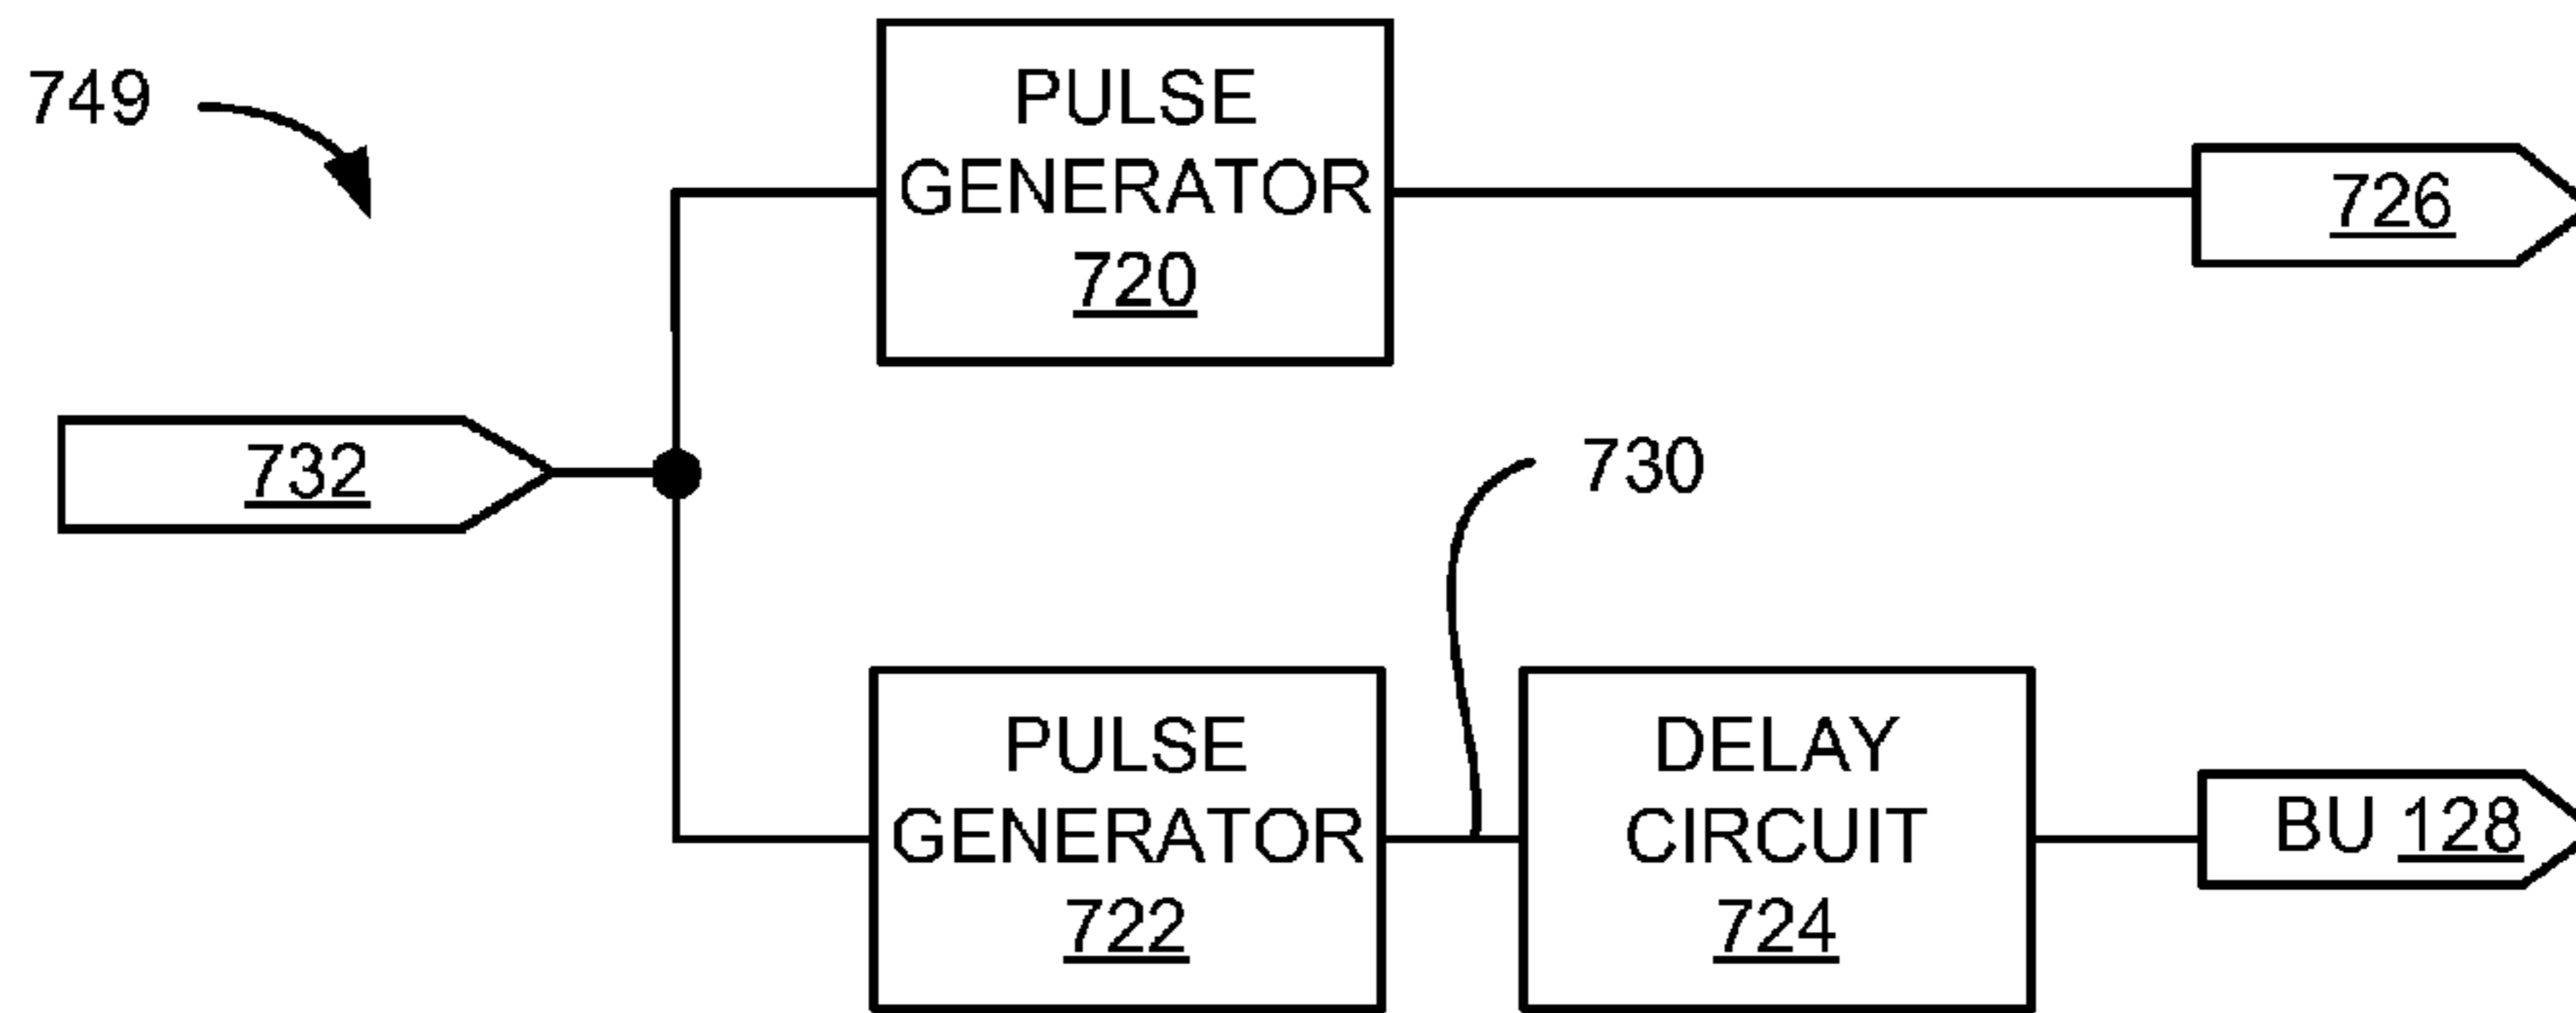 749
PULSE
GENERATOR
720
726
732
730
PULSE
GENERATOR
722
DELAY
CIRCUIT
724
BU 128